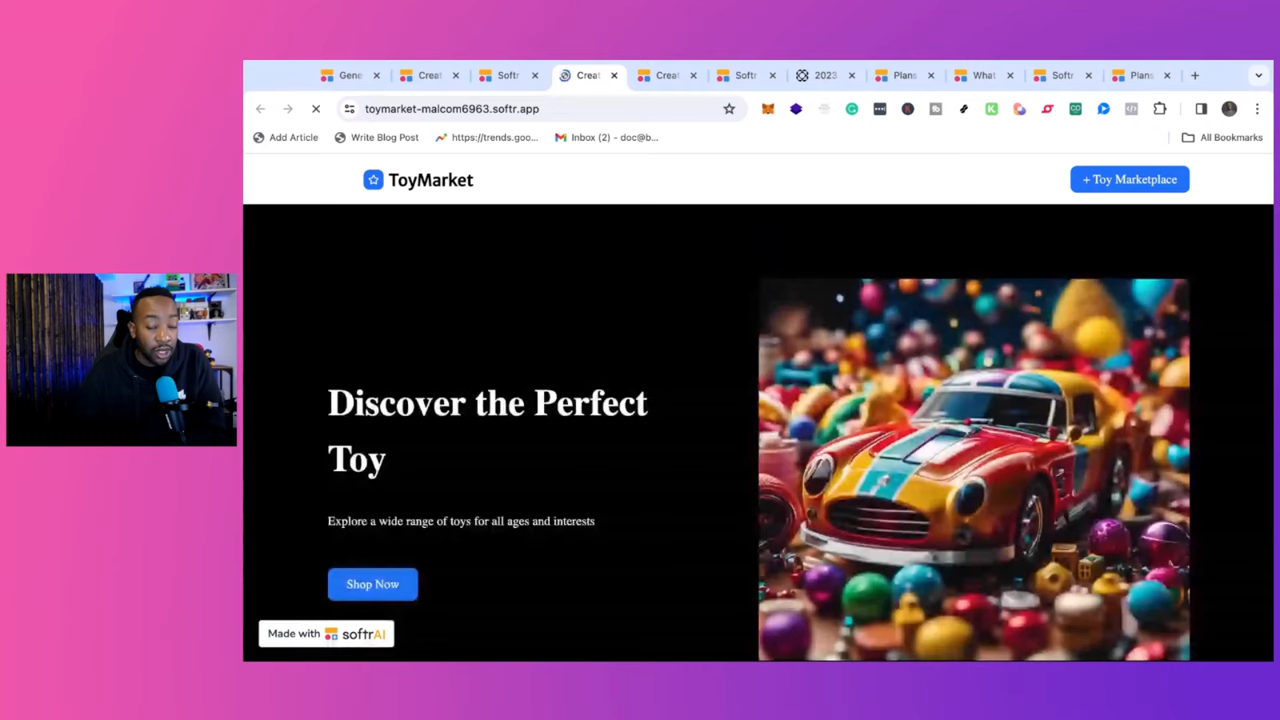 Gene
Creat
Softr
Creat
Creat
Softr
2023
Plans
What
Softr
Plans
toymarket-malcom6963.softr.app
Add Article
Write Blog Post
https://trends.goo...
Inbox (2) - doc@b...
All Bookmarks
ToyMarket
+ Toy Marketplace
Discover the Perfect
Toy
Explore a wide range of toys for all ages and interests
Shop Now
Made with softrAI